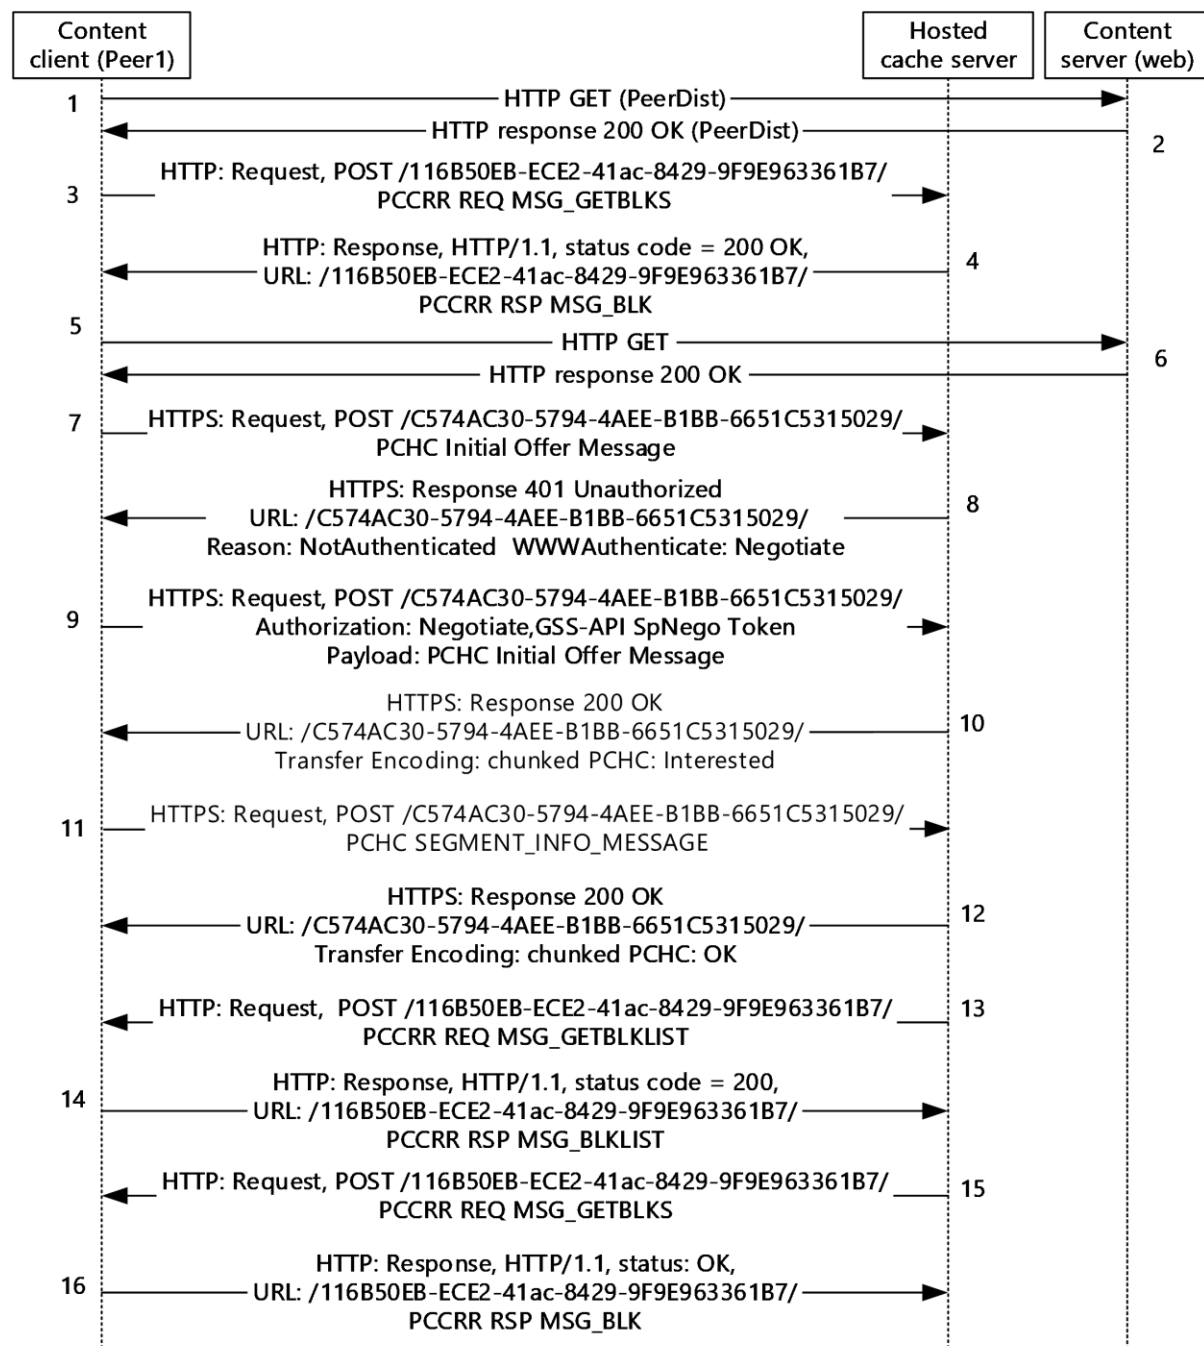 Content
client (Peer1)
Hosted
cache server
Content
server (web)
1
HTTP GET (PeerDist)
HTTP response 200 OK (PeerDist)
2
3
HTTP: Request, POST /116B50EB-ECE2-41ac-8429-9F9E963361B7/
PCCRR REQ MSG_GETBLKS
HTTP: Response, HTTP/1.1, status code = 200 OK,
URL: /116B50EB-ECE2-41ac-8429-9F9E963361B7/
PCCRR RSP MSG_BLK
4
5
HTTP GET
HTTP response 200 OK
6
7
HTTPS: Request, POST /C574AC30-5794-4AEE-B1BB-6651C5315029/
PCHC Initial Offer Message
HTTPS: Response 401 Unauthorized
URL: /C574AC30-5794-4AEE-B1BB-6651C5315029/
Reason: NotAuthenticated  WWWAuthenticate: Negotiate
8
9
HTTPS: Request, POST /C574AC30-5794-4AEE-B1BB-6651C5315029/
Authorization: Negotiate,GSS-API SpNego Token
Payload: PCHC Initial Offer Message
HTTPS: Response 200 OK
URL: /C574AC30-5794-4AEE-B1BB-6651C5315029/
Transfer Encoding: chunked PCHC: Interested
10
11
HTTPS: Request, POST /C574AC30-5794-4AEE-B1BB-6651C5315029/
PCHC SEGMENT_INFO_MESSAGE
HTTPS: Response 200 OK
URL: /C574AC30-5794-4AEE-B1BB-6651C5315029/
Transfer Encoding: chunked PCHC: OK
12
HTTP: Request,  POST /116B50EB-ECE2-41ac-8429-9F9E963361B7/
PCCRR REQ MSG_GETBLKLIST
13
14
HTTP: Response, HTTP/1.1, status code = 200,
URL: /116B50EB-ECE2-41ac-8429-9F9E963361B7/
PCCRR RSP MSG_BLKLIST
HTTP: Request, POST /116B50EB-ECE2-41ac-8429-9F9E963361B7/
PCCRR REQ MSG_GETBLKS
15
16
HTTP: Response, HTTP/1.1, status: OK,
URL: /116B50EB-ECE2-41ac-8429-9F9E963361B7/
PCCRR RSP MSG_BLK